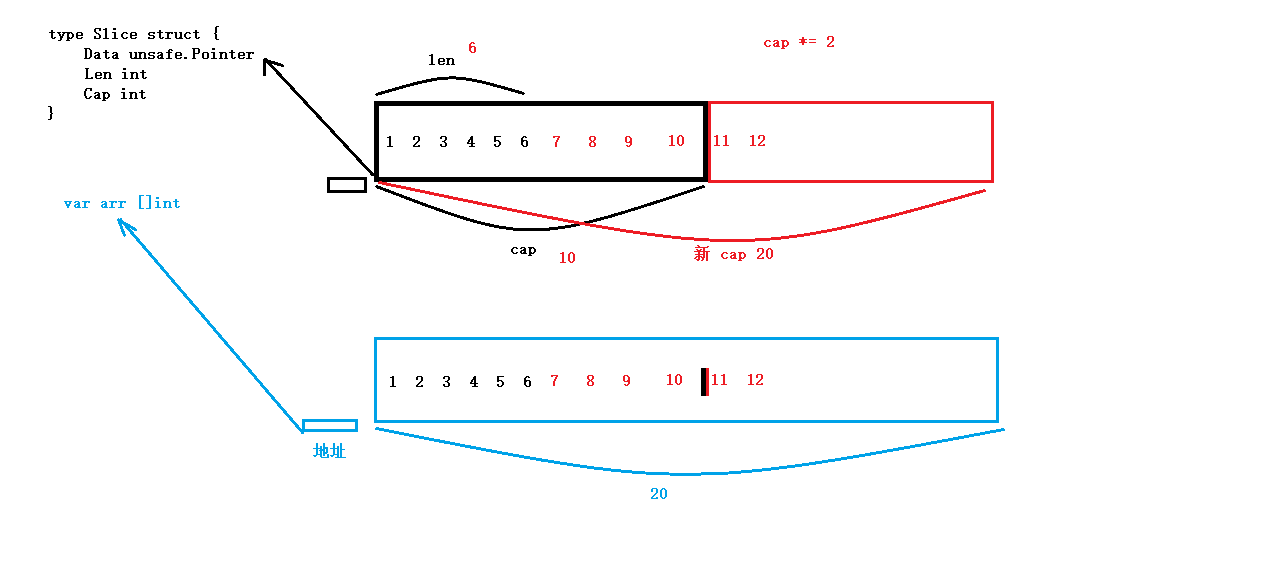 type Slice struct {
    Data unsafe.Pointer
    Len int
    Cap int
}
len 6
cap *= 2
1 2 3 4 5 6 7 8 9 10 11 12
var arr []int
cap 10
新 cap 20
1 2 3 4 5 6 7 8 9 10 11 12
地址
20